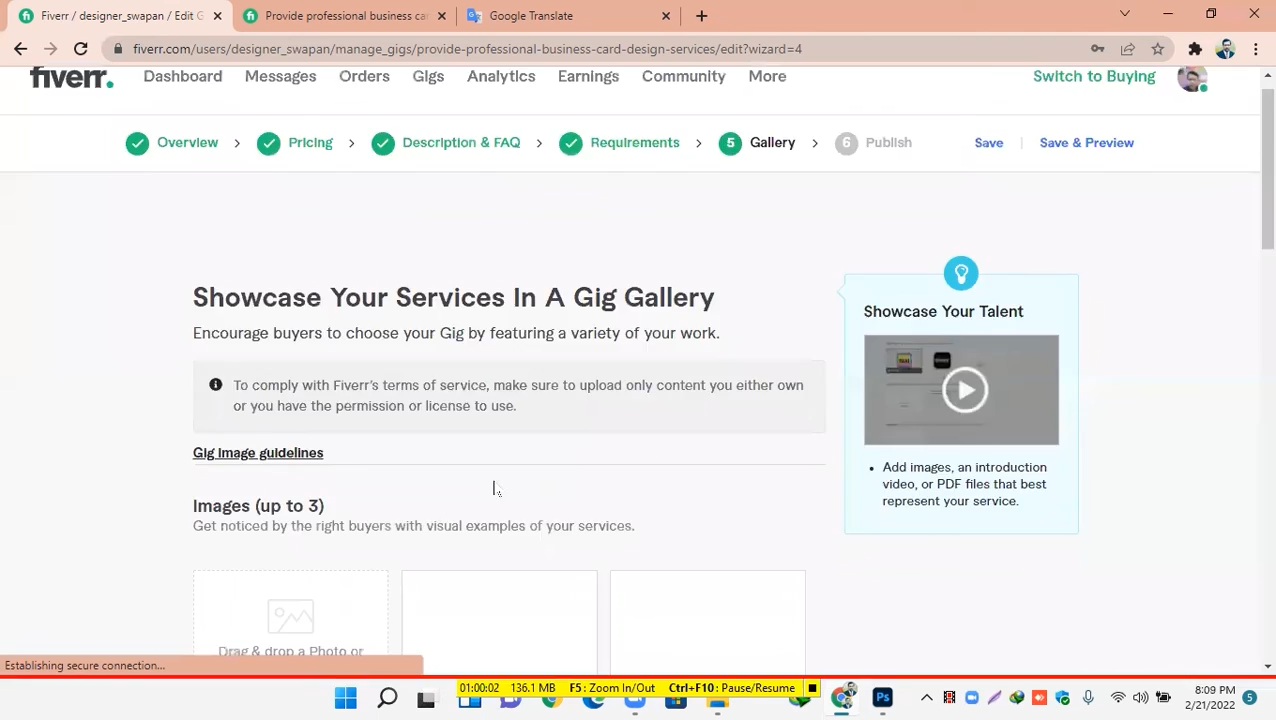 Fiverr / designer_swapan / Edit G
Provide professional business car
Google Translate
fiverr.com/users/designer_swapan/manage_gigs/provide-professional-business-card-design-services/edit?wizard=4
fiverr.
Dashboard Messages Orders Gigs Analytics Earnings Community More Switch to Buying
Overview Pricing Description & FAQ Requirements 5 Gallery 6 Publish Save Save & Preview
Showcase Your Services In A Gig Gallery
Encourage buyers to choose your Gig by featuring a variety of your work.
To comply with Fiverr's terms of service, make sure to upload only content you either own
or you have the permission or license to use.
Gig image guidelines
Images (up to 3)
Get noticed by the right buyers with visual examples of your services.
Drag & drop a Photo or
Showcase Your Talent
Add images, an introduction
video, or PDF files that best
represent your service.
Establishing secure connection...
01:00:02 136.1 MB F5: Zoom In/Out Ctrl+F10: Pause/Resume
Ps
8:09 PM
2/21/2022
5